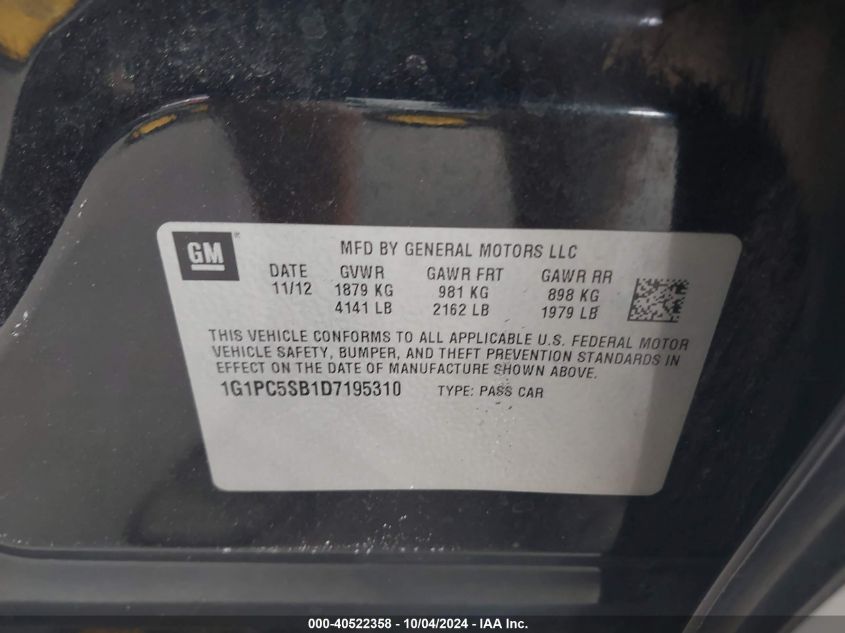 GM®
MFD BY GENERAL MOTORS LLC
DATE GVWR GAWR FRT GAWR RR
11/12 1879 KG 981 KG 898 KG
4141 LB 2162 LB 1979 LB
THIS VEHICLE CONFORMS TO ALL APPLICABLE U.S. FEDERAL MOTOR
VEHICLE SAFETY, BUMPER, AND THEFT PREVENTION STANDARDS IN
EFFECT ON THE DATE OF MANUFACTURE SHOWN ABOVE.
1G1PC5SB1D7195310 TYPE: PASS CAR
000-40522358 - 10/04/2024 - IAA Inc.